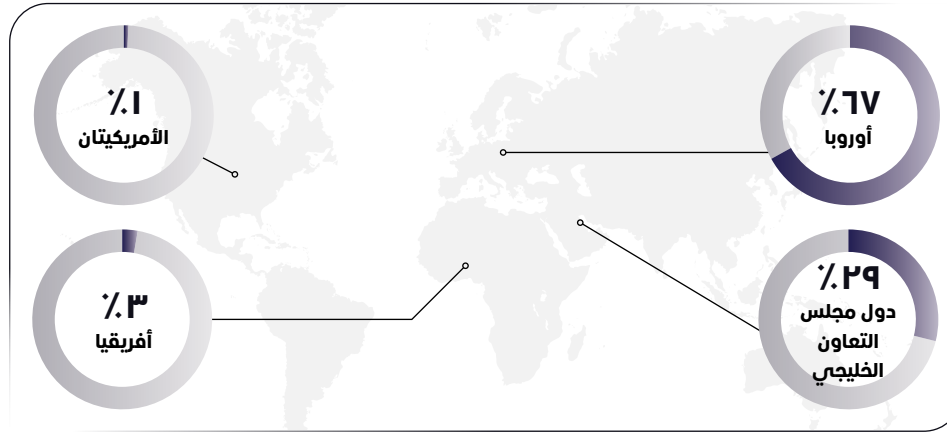 ٪٦٧
أوروبا
٪١
الأمريكيتان
٪٢٩
دول مجلس
التعاون
الخليجي
٪٣
أفريقيا